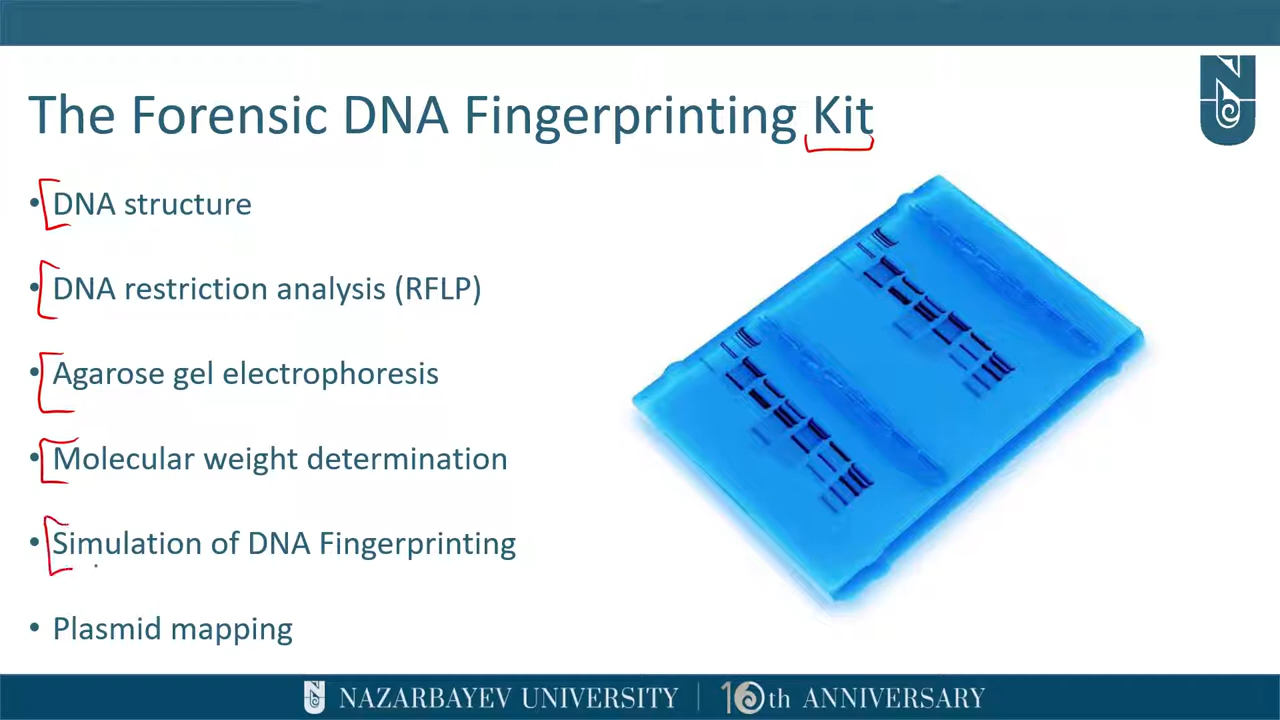 The Forensic DNA Fingerprinting Kit
• DNA structure
• DNA restriction analysis (RFLP)
• Agarose gel electrophoresis
• Molecular weight determination
• Simulation of DNA Fingerprinting
• Plasmid mapping
NAZARBAYEV UNIVERSITY | 10th ANNIVERSARY